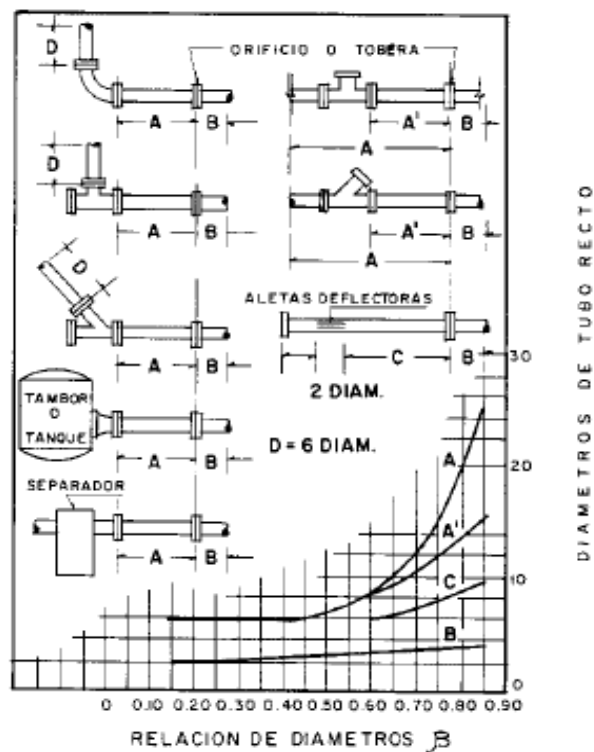 D
ORIFICIO O TOBERA
A B
A' B
A
D
A B
A' B
A
D
A B
ALETAS DEFLECTORAS
C B
2 DIAM.
TAMBOR
O
TANQUE
A B
D = 6 DIAM.
SEPARADOR
A B
A
A'
C
B
30
20
10
0
DIAMETROS DE TUBO RECTO
0 0.10 0.20 0.30 0.40 0.50 0.60 0.70 0.80 0.90
RELACION DE DIAMETROS β